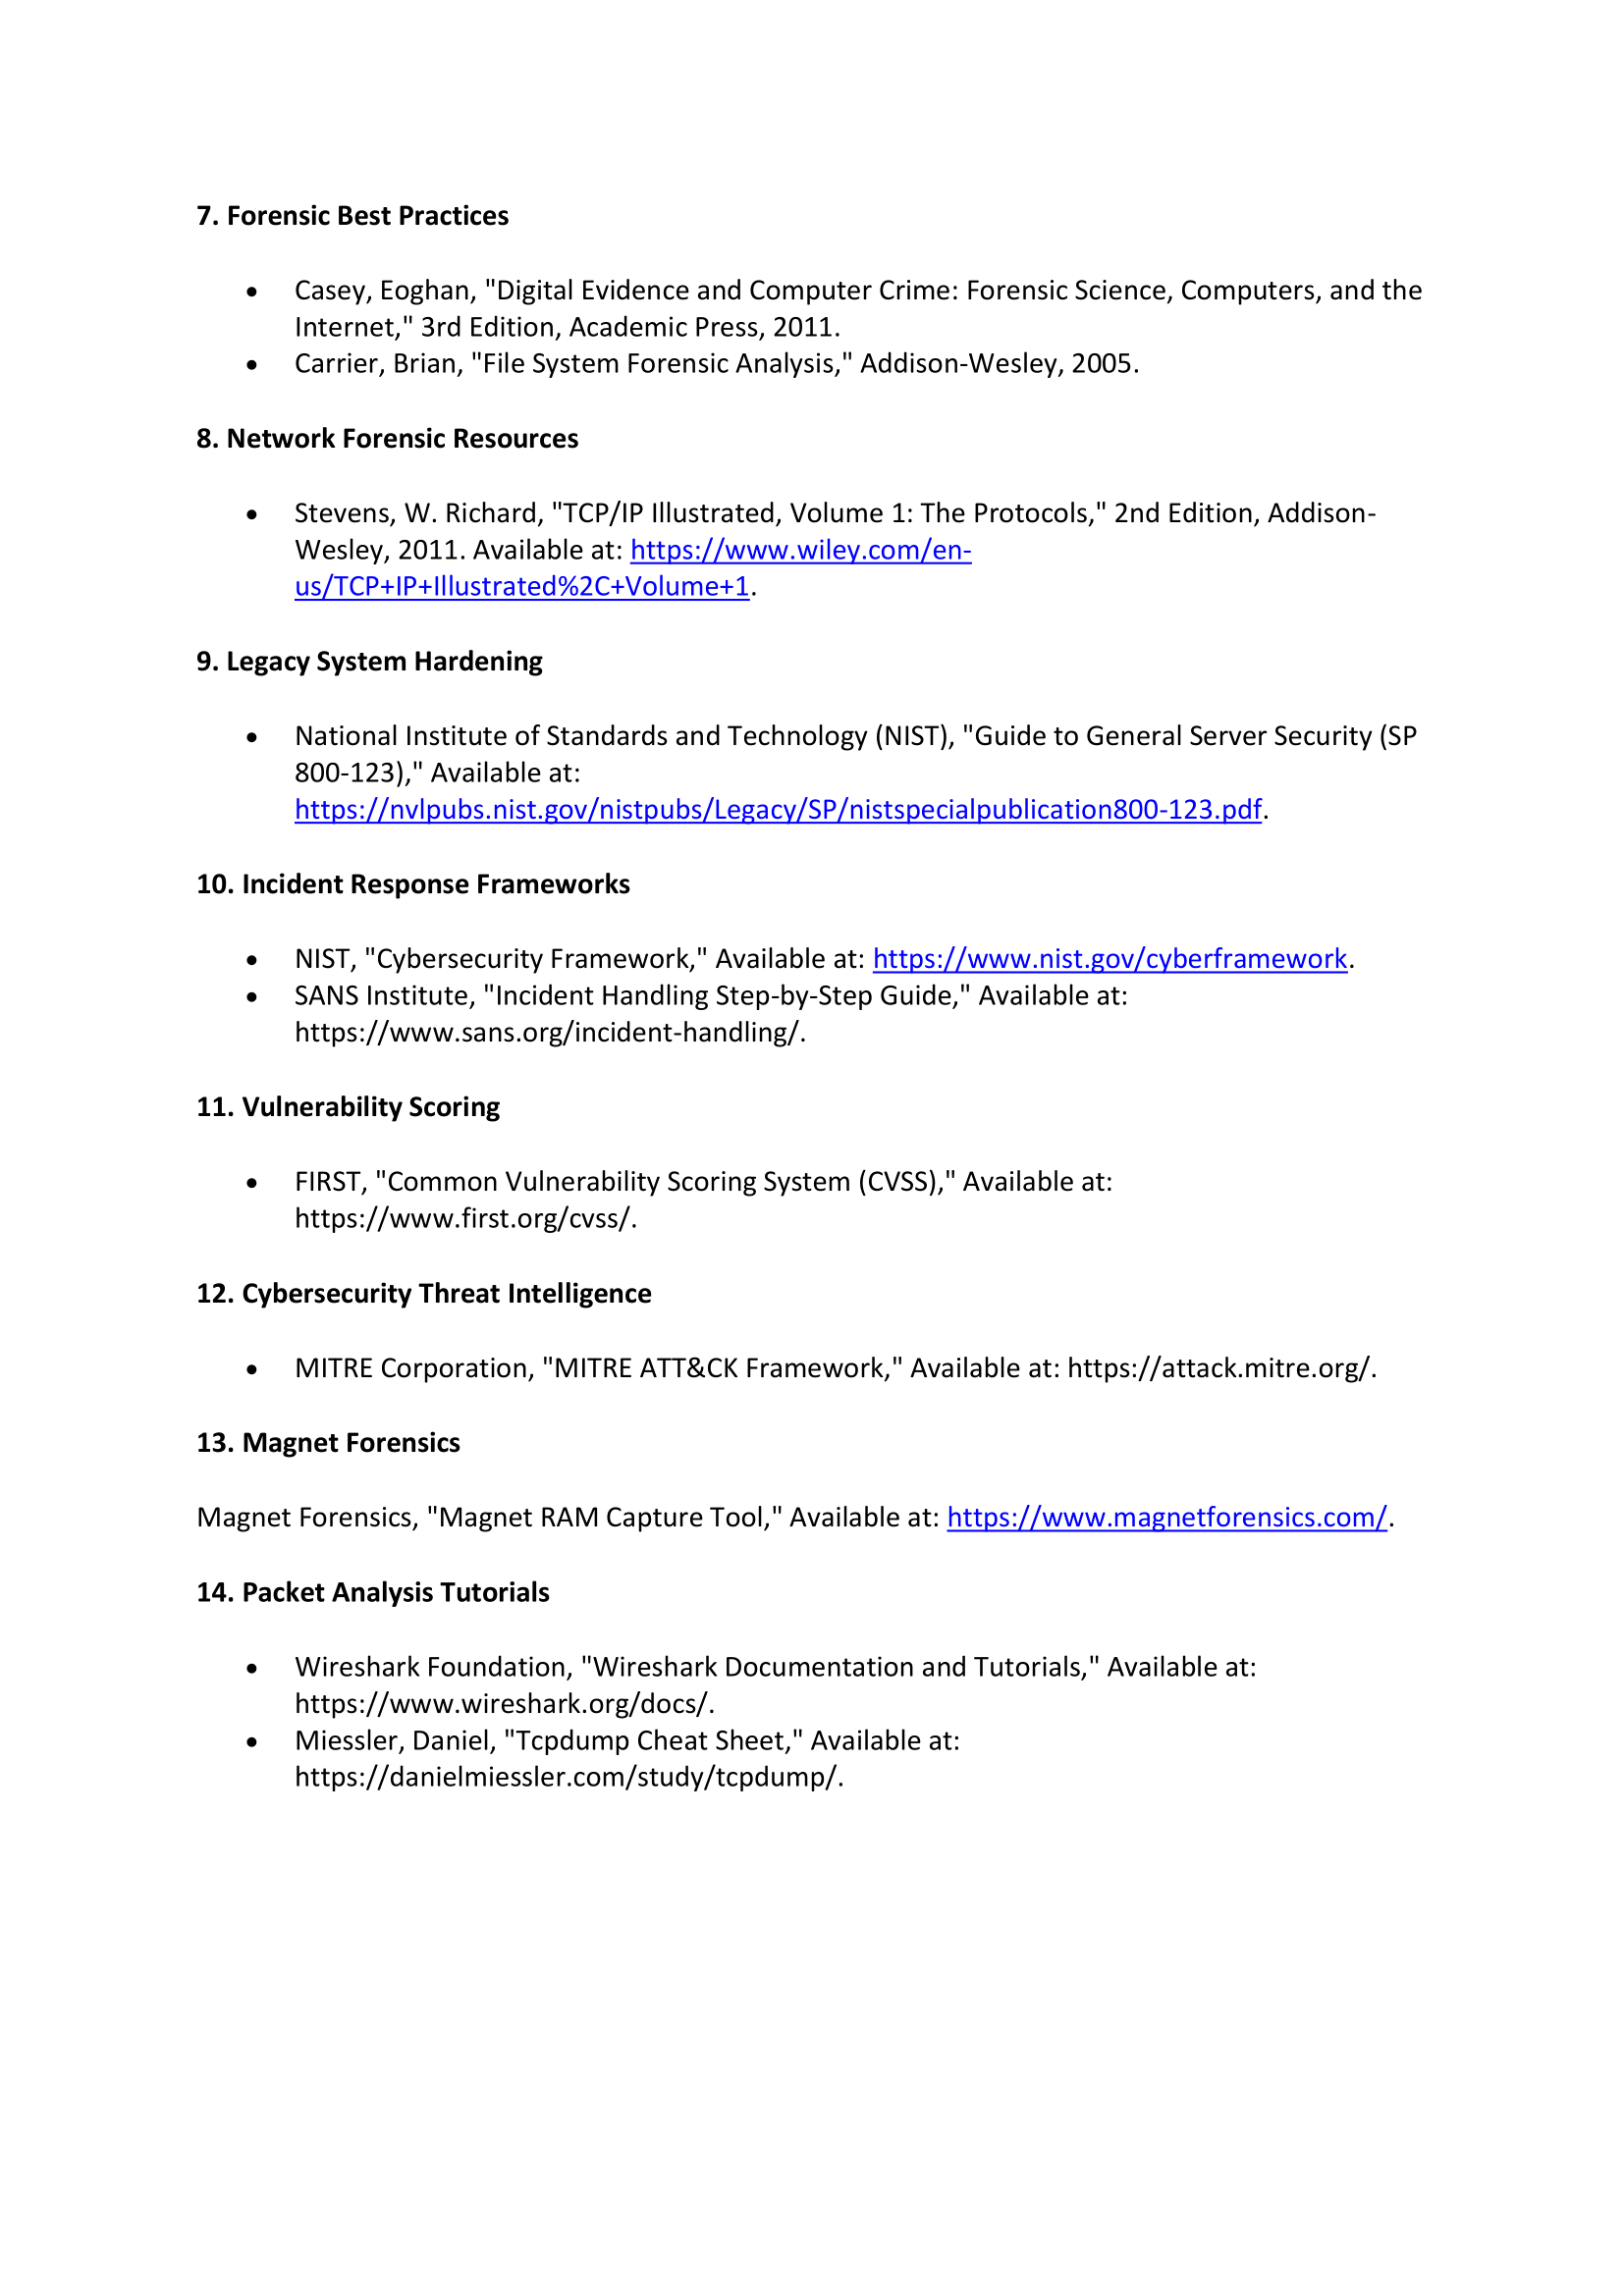 7. Forensic Best Practices
• Casey, Eoghan, "Digital Evidence and Computer Crime: Forensic Science, Computers, and the
Internet," 3rd Edition, Academic Press, 2011.
• Carrier, Brian, "File System Forensic Analysis," Addison-Wesley, 2005.
8. Network Forensic Resources
• Stevens, W. Richard, "TCP/IP Illustrated, Volume 1: The Protocols," 2nd Edition, Addison-
Wesley, 2011. Available at: https://www.wiley.com/en-
us/TCP+IP+Illustrated%2C+Volume+1.
9. Legacy System Hardening
• National Institute of Standards and Technology (NIST), "Guide to General Server Security (SP
800-123)," Available at:
https://nvlpubs.nist.gov/nistpubs/Legacy/SP/nistspecialpublication800-123.pdf.
10. Incident Response Frameworks
• NIST, "Cybersecurity Framework," Available at: https://www.nist.gov/cyberframework.
• SANS Institute, "Incident Handling Step-by-Step Guide," Available at:
https://www.sans.org/incident-handling/.
11. Vulnerability Scoring
• FIRST, "Common Vulnerability Scoring System (CVSS)," Available at:
https://www.first.org/cvss/.
12. Cybersecurity Threat Intelligence
• MITRE Corporation, "MITRE ATT&CK Framework," Available at: https://attack.mitre.org/.
13. Magnet Forensics
Magnet Forensics, "Magnet RAM Capture Tool," Available at: https://www.magnetforensics.com/.
14. Packet Analysis Tutorials
• Wireshark Foundation, "Wireshark Documentation and Tutorials," Available at:
https://www.wireshark.org/docs/.
• Miessler, Daniel, "Tcpdump Cheat Sheet," Available at:
https://danielmiessler.com/study/tcpdump/.